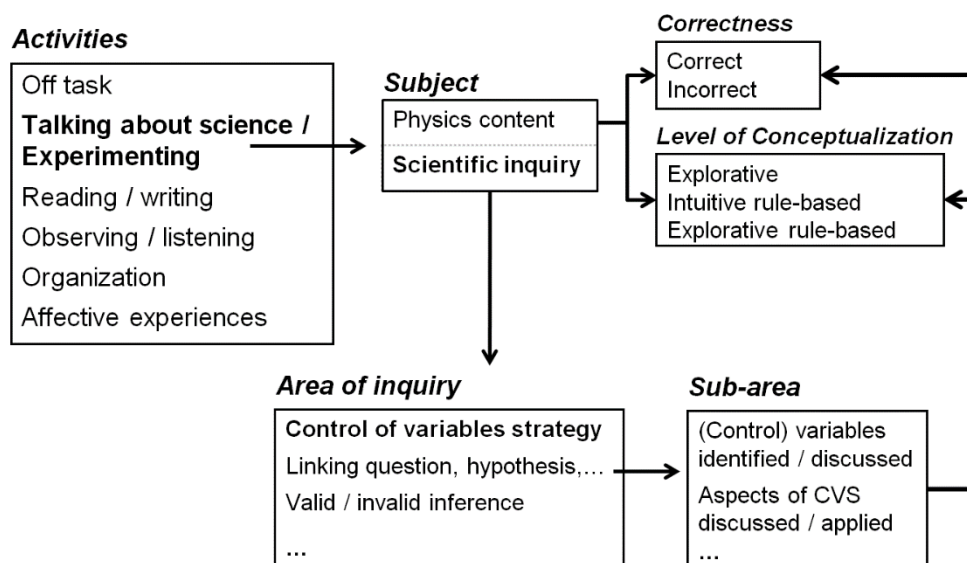 Activities
Off task
Talking about science /
Experimenting
Reading / writing
Observing / listening
Organization
Affective experiences
Subject
Physics content
Scientific inquiry
Correctness
Correct
Incorrect
Level of Conceptualization
Explorative
Intuitive rule-based
Explorative rule-based
Area of inquiry
Control of variables strategy
Linking question, hypothesis,...
Valid / invalid inference
...
Sub-area
(Control) variables
identified / discussed
Aspects of CVS
discussed / applied
...